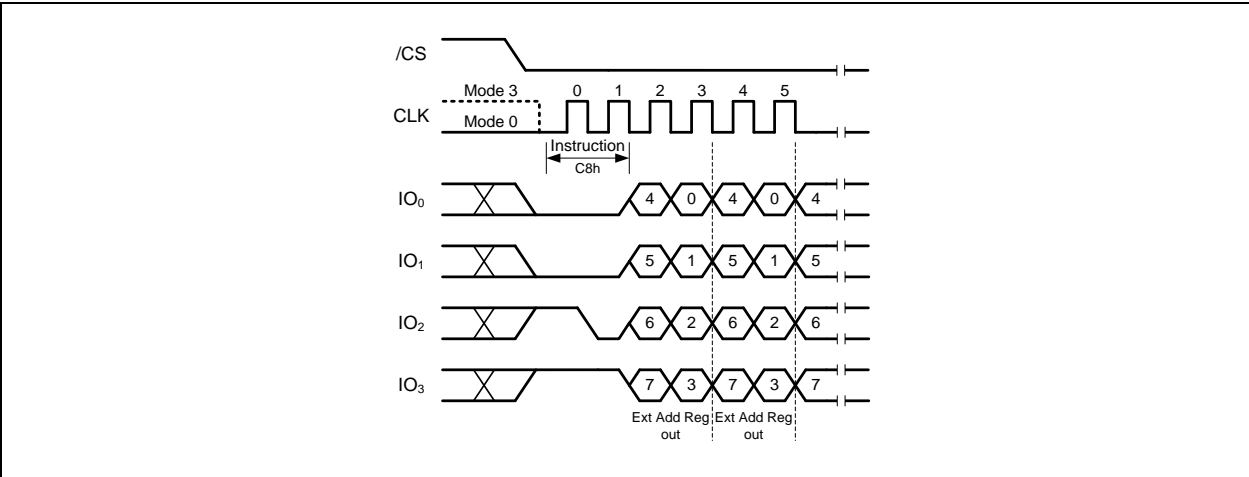 /CS
Mode 3 0 1 2 3 4 5
CLK
Mode 0
Instruction
C8h
IO₀ 4 0 4 0 4
IO₁ 5 1 5 1 5
IO₂ 6 2 6 2 6
IO₃ 7 3 7 3 7
Ext Add Reg Ext Add Reg
out out